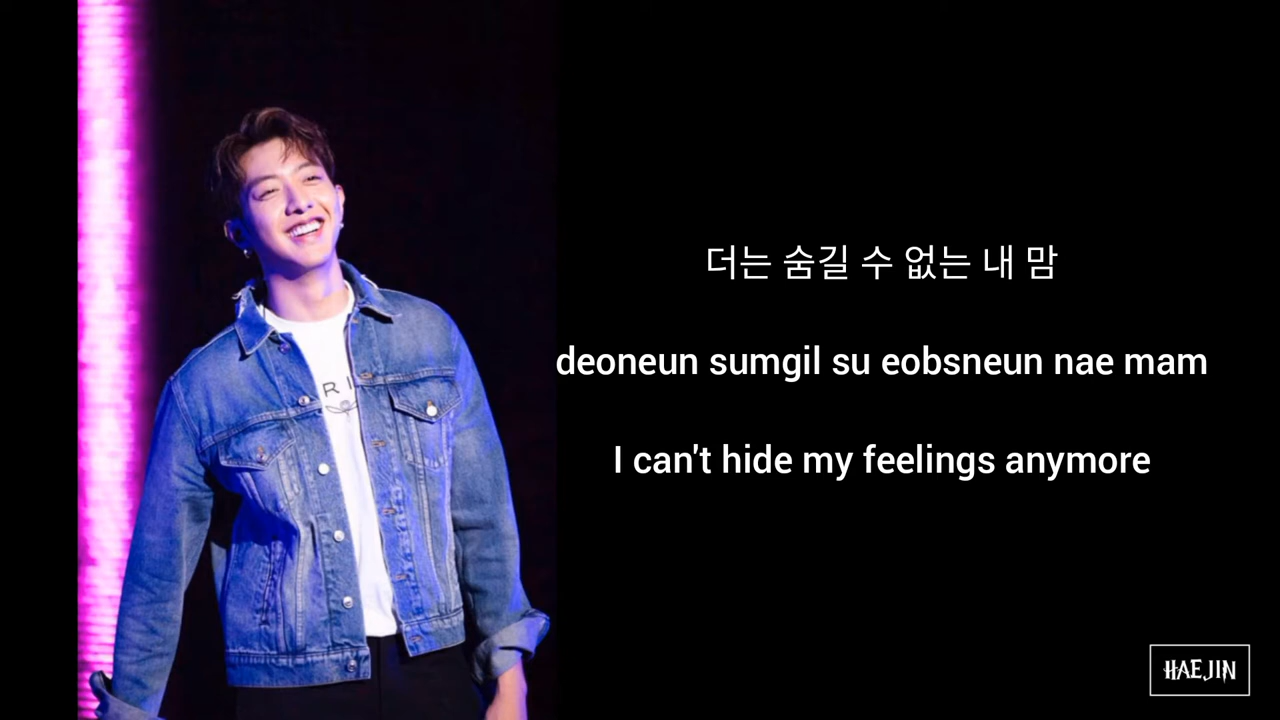 더는 숨길 수 없는 내 맘
deoneun sumgil su eobsneun nae mam
I can't hide my feelings anymore
RI
HAEJIN